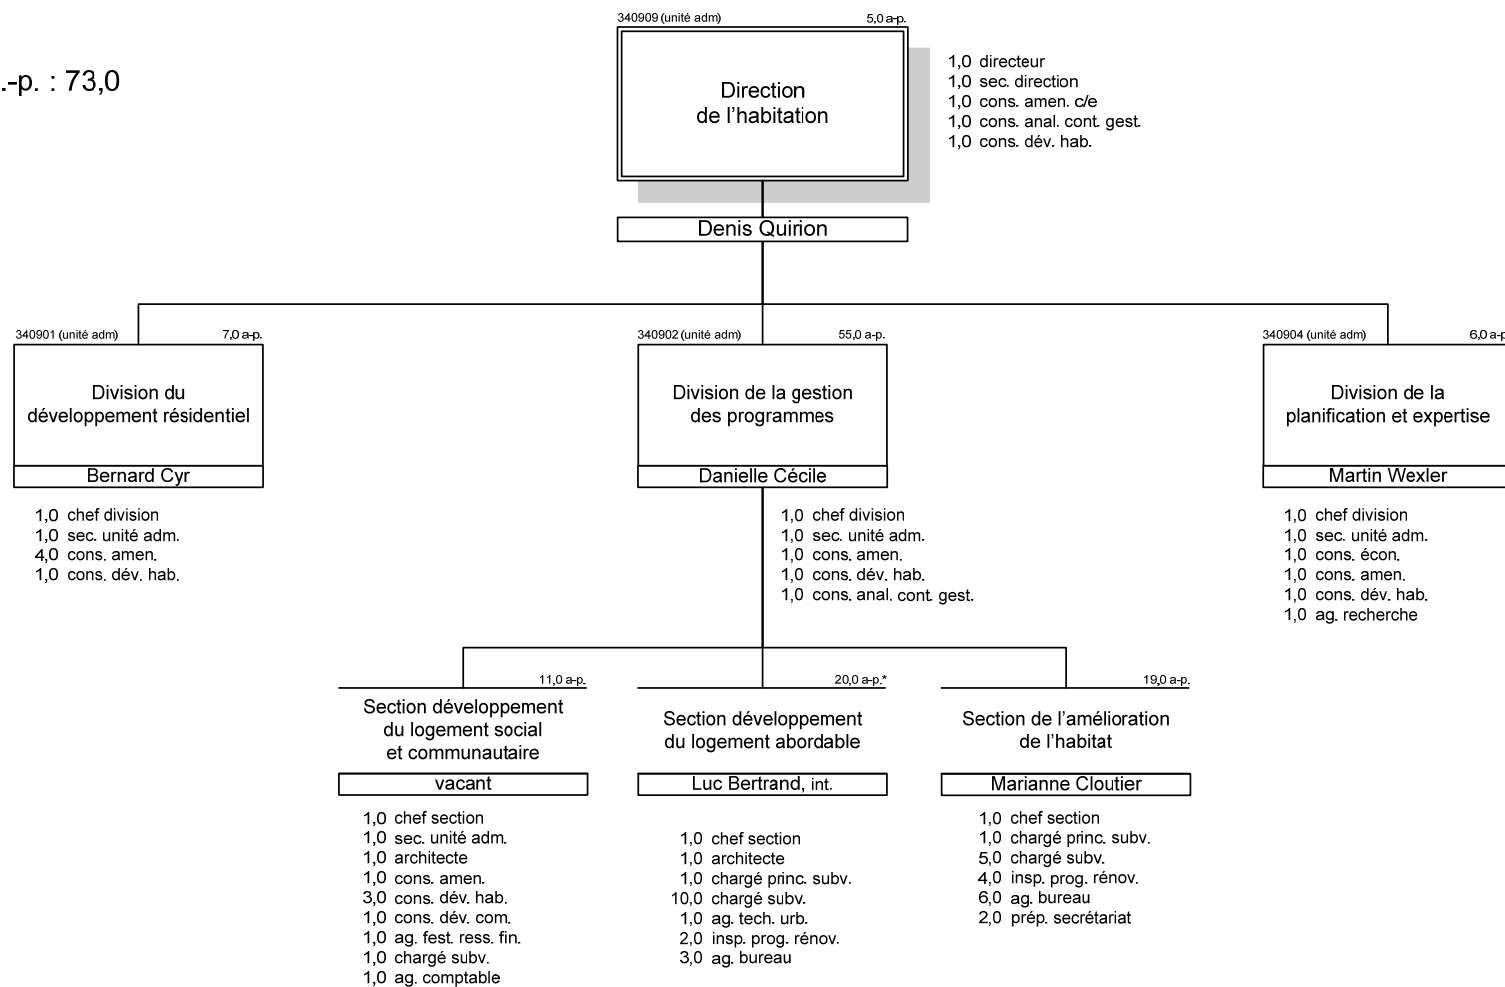 340909 (unité adm) 5,0 a-p.
.-p. : 73,0
Direction
de l'habitation
1,0 directeur
1,0 sec. direction
1,0 cons. amen. c/e
1,0 cons. anal. cont. gest.
1,0 cons. dév. hab.
Denis Quirion
340901 (unité adm) 7,0 a-p.
Division du
développement résidentiel
Bernard Cyr
1,0 chef division
1,0 sec. unité adm.
4,0 cons. amen.
1,0 cons. dév. hab.
340902 (unité adm) 55,0 a-p.
Division de la gestion
des programmes
Danielle Cécile
1,0 chef division
1,0 sec. unité adm.
1,0 cons. amen.
1,0 cons. dév. hab.
1,0 cons. anal. cont. gest.
340904 (unité adm) 6,0 a-p
Division de la
planification et expertise
Martin Wexler
1,0 chef division
1,0 sec. unité adm.
1,0 cons. écon.
1,0 cons. amen.
1,0 cons. dév. hab.
1,0 ag. recherche
11,0 a-p.
Section développement
du logement social
et communautaire
vacant
1,0 chef section
1,0 sec. unité adm.
1,0 architecte
1,0 cons. amen.
3,0 cons. dév. hab.
1,0 cons. dév. com.
1,0 ag. fest. ress. fin.
1,0 chargé subv.
1,0 ag. comptable
20,0 a-p.*
Section développement
du logement abordable
Luc Bertrand, int.
1,0 chef section
1,0 architecte
1,0 chargé princ. subv.
10,0 chargé subv.
1,0 ag. tech. urb.
2,0 insp. prog. rénov.
3,0 ag. bureau
19,0 a-p.
Section de l'amélioration
de l'habitat
Marianne Cloutier
1,0 chef section
1,0 chargé princ. subv.
5,0 chargé subv.
4,0 insp. prog. rénov.
6,0 ag. bureau
2,0 prép. secrétariat